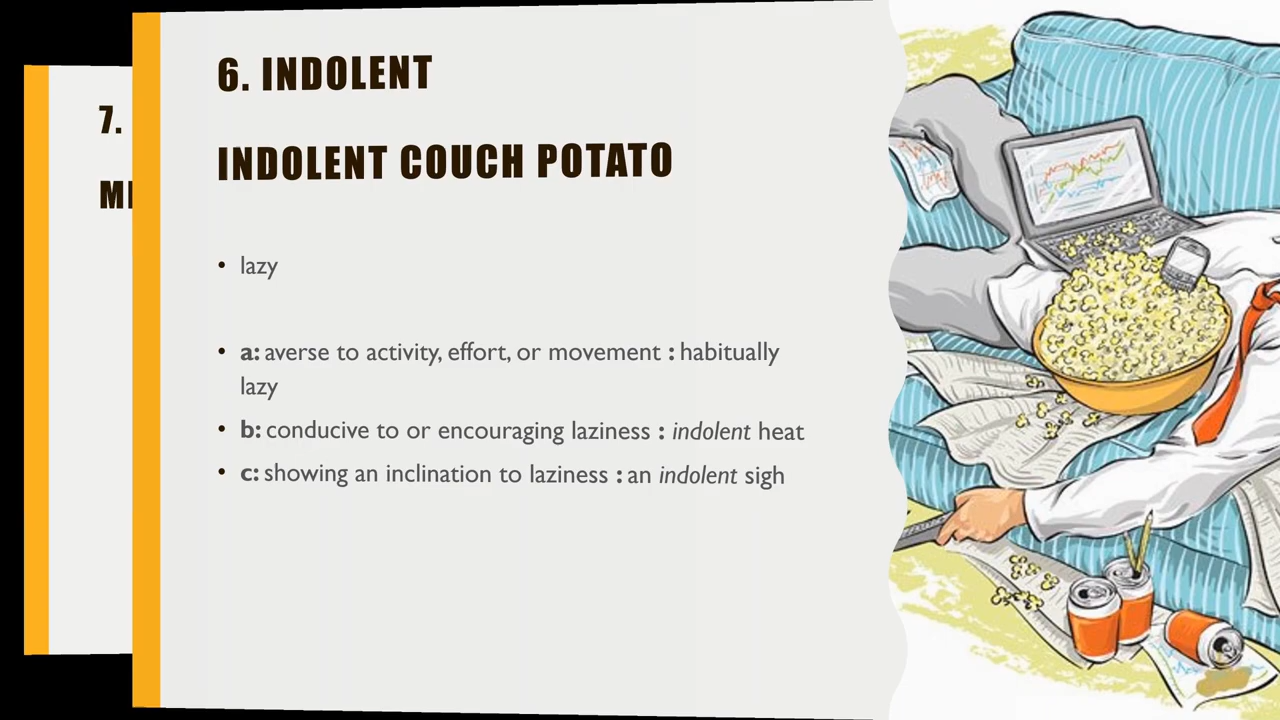 6. INDOLENT
INDOLENT COUCH POTATO
• lazy
• a: averse to activity, effort, or movement : habitually
lazy
• b: conducive to or encouraging laziness : indolent heat
• c: showing an inclination to laziness : an indolent sigh
7.